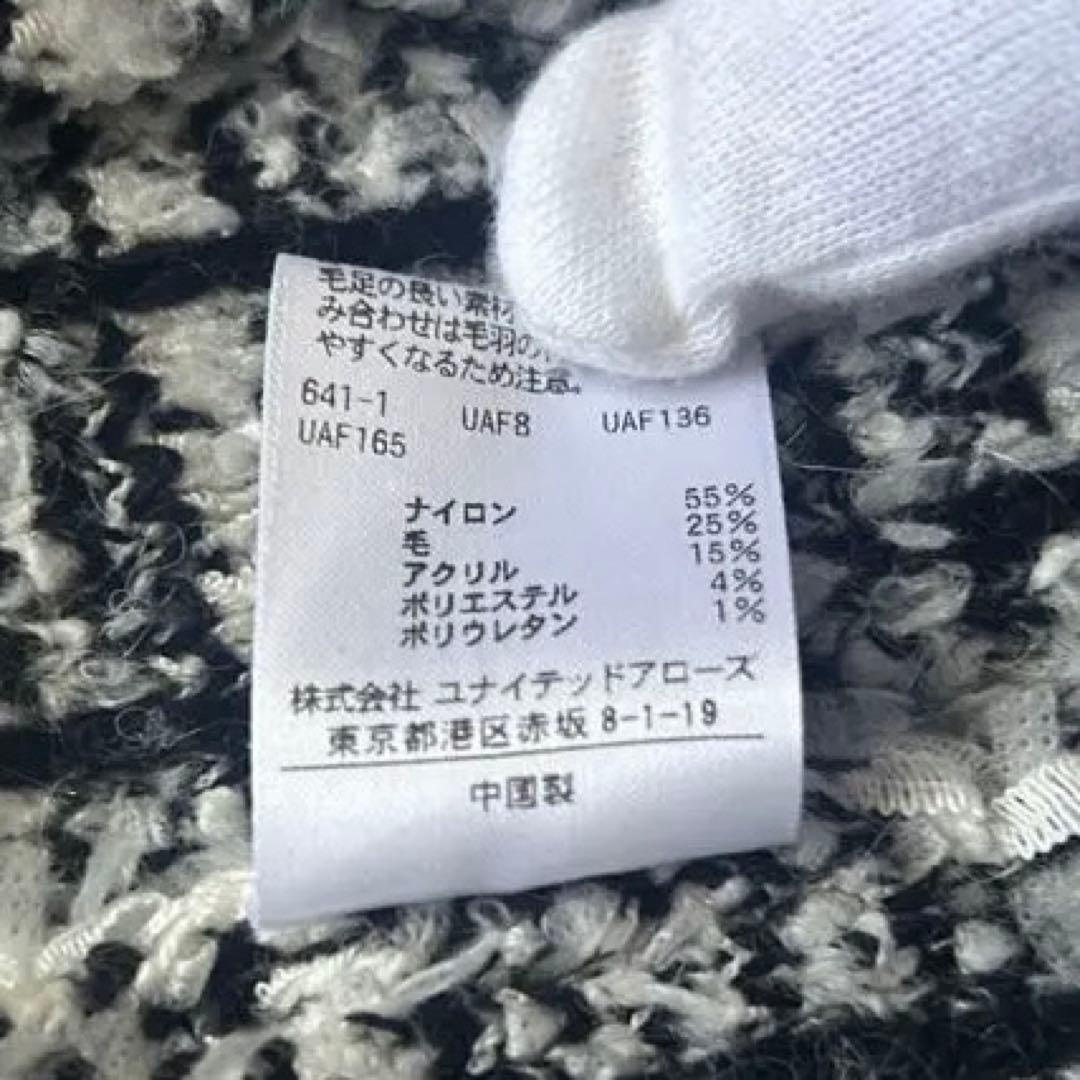 毛足の長い素材
み合わせは毛羽の
やすくなるため注意。
641-1 UAF8 UAF136
UAF165
ナイロン 55%
毛 25%
アクリル 15%
ポリエステル 4%
ポリウレタン 1%
株式会社 ユナイテッドアローズ
東京都港区赤坂 8-1-19
中国製